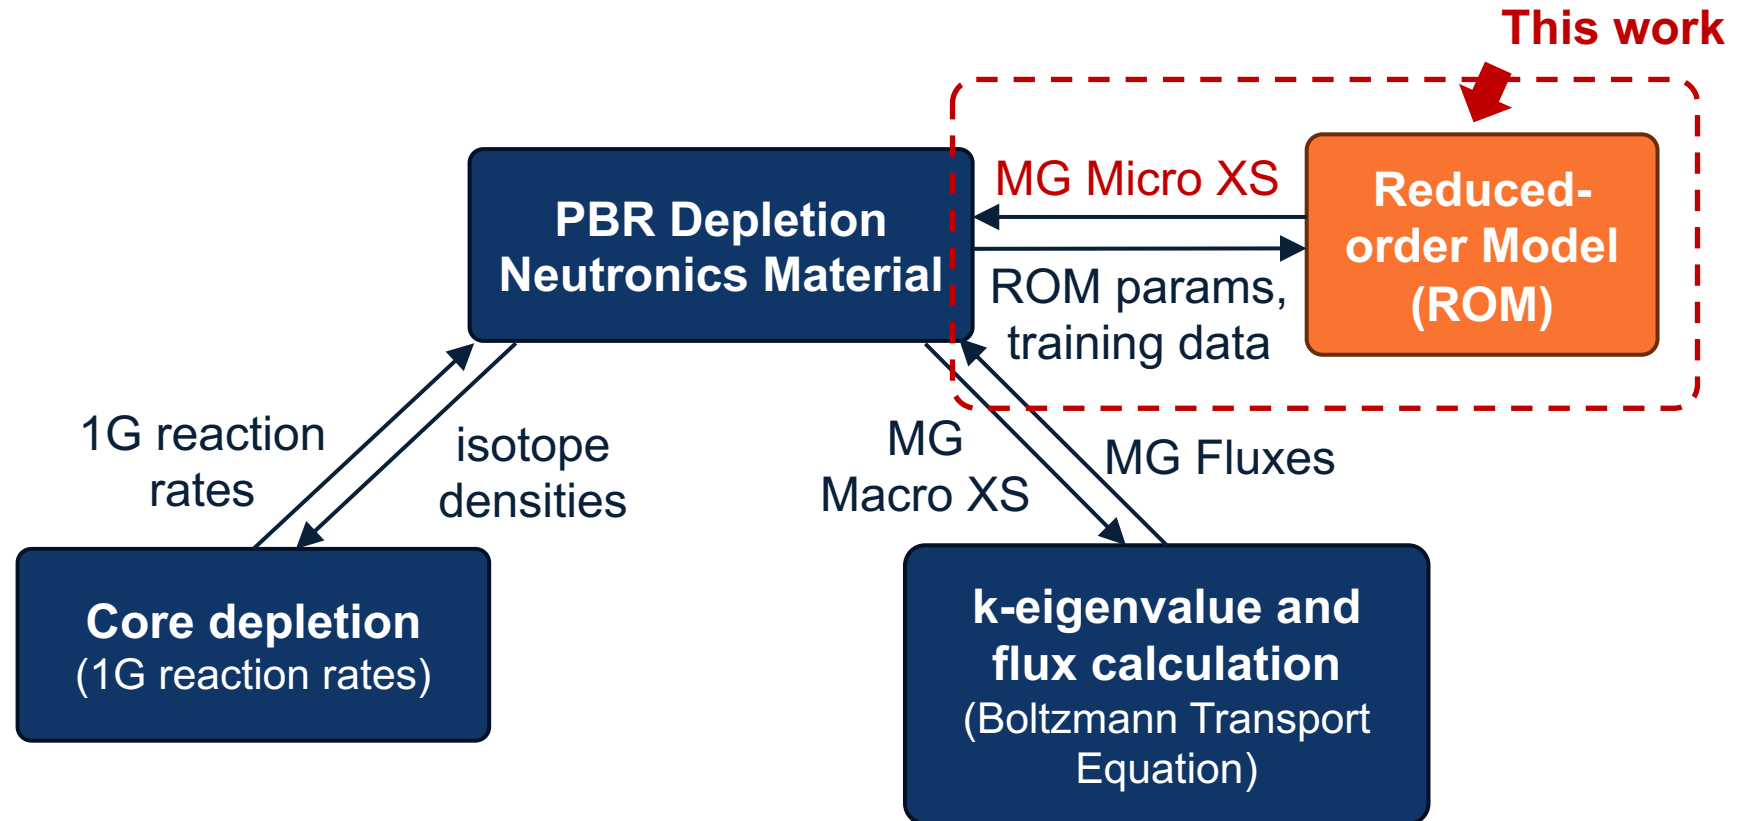 This work
MG Micro XS
Reduced-
order Model
(ROM)
PBR Depletion
Neutronics Material
ROM params,
training data
1G reaction
rates
isotope
densities
MG
Macro XS
MG Fluxes
Core depletion
(1G reaction rates)
k-eigenvalue and
flux calculation
(Boltzmann Transport
Equation)